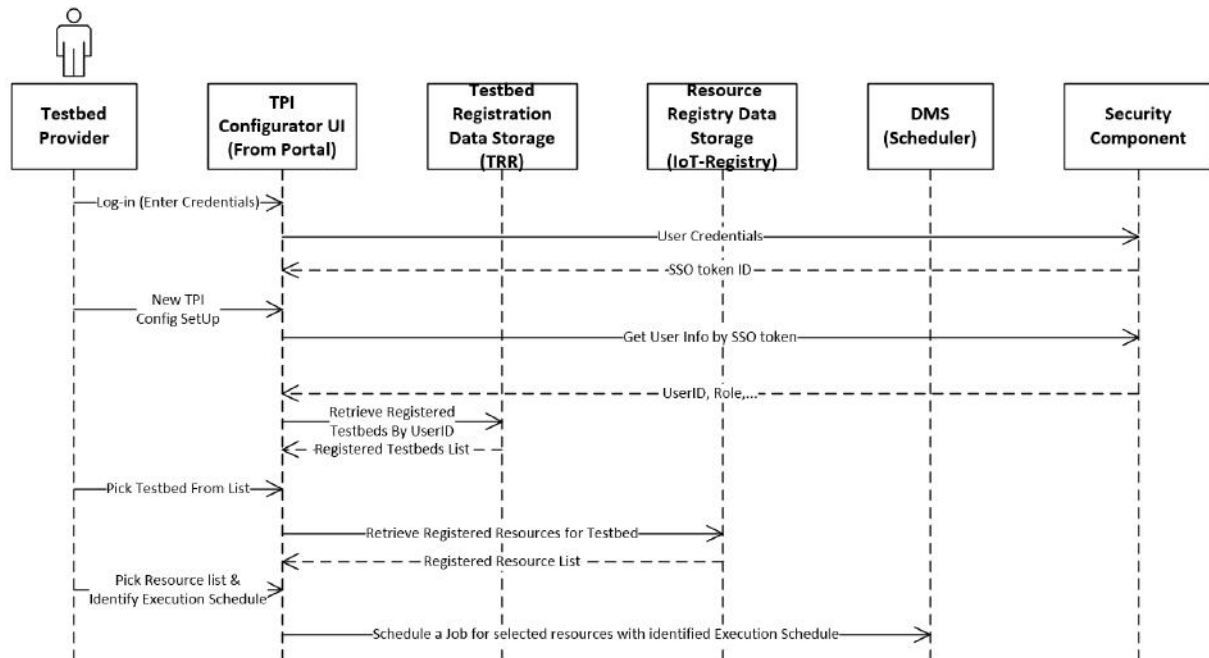 Testbed
Provider
TPI
Configurator UI
(From Portal)
Testbed
Registration
Data Storage
(TRR)
Resource
Registry Data
Storage
(IoT-Registry)
DMS
(Scheduler)
Security
Component
Log-in (Enter Credentials)
User Credentials
SSO token ID
New TPI
Config SetUp
Get User Info by SSO token
UserID, Role,...
Retrieve Registered
Testbeds By UserID
Registered Testbeds List
Pick Testbed From List
Retrieve Registered Resources for Testbed
Registered Resource List
Pick Resource list &
Identify Execution Schedule
Schedule a Job for selected resources with identified Execution Schedule